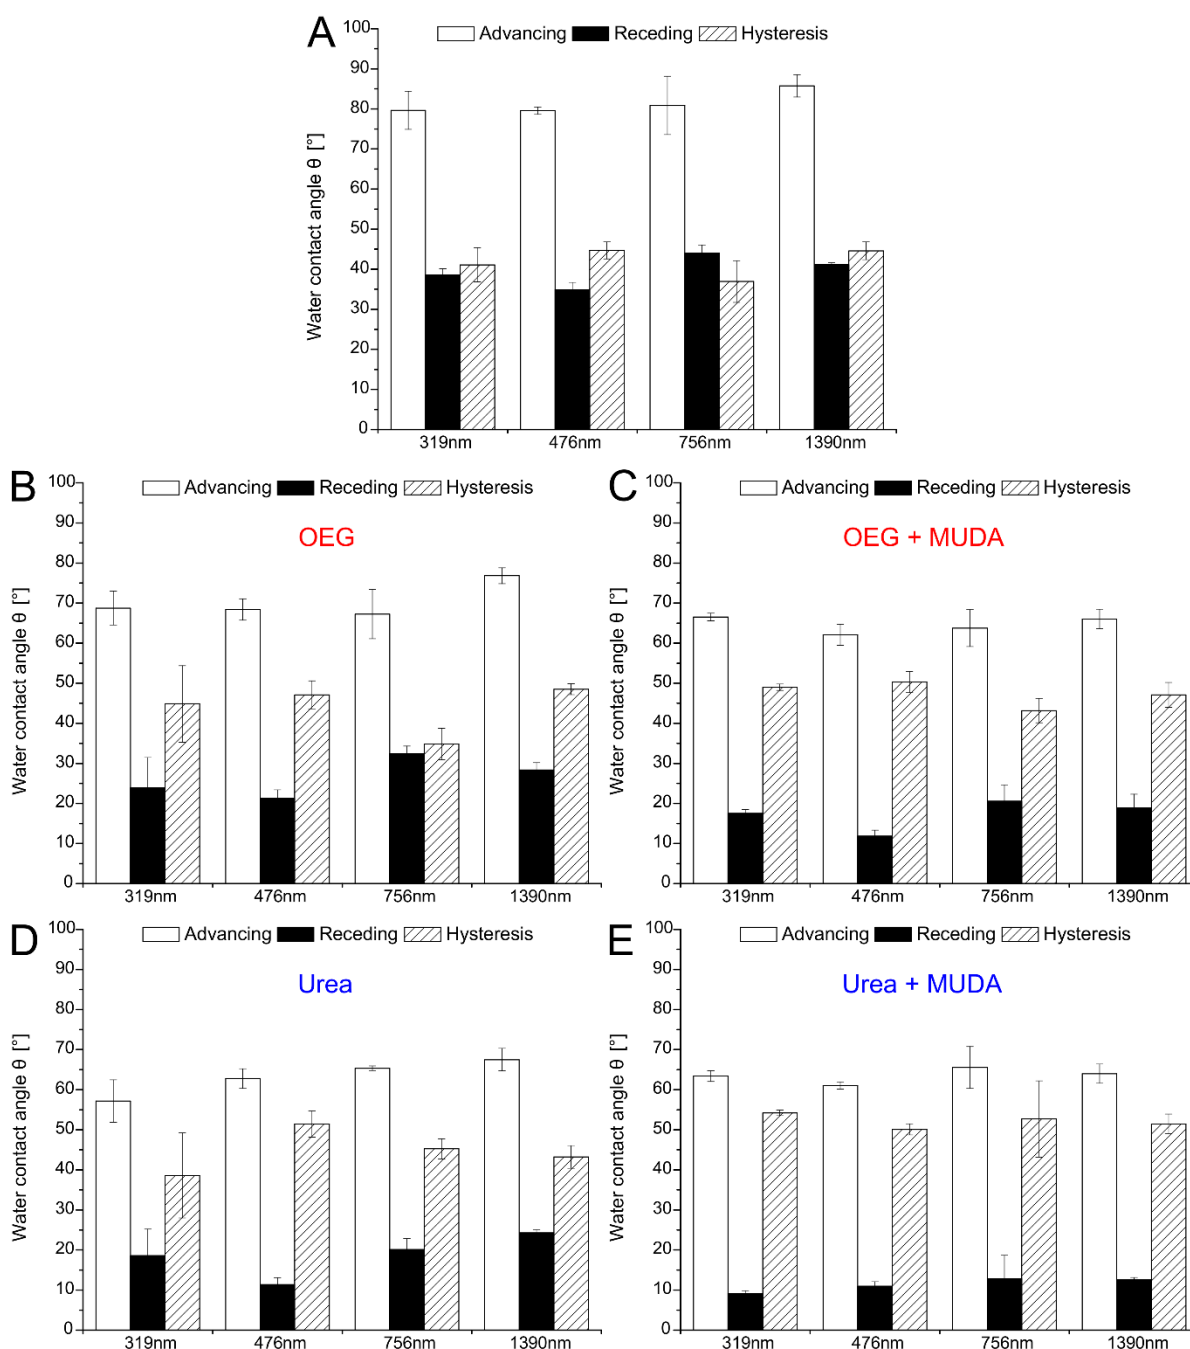 A
Advancing Receding Hysteresis
Water contact angle θ [°]
100
90
80
70
60
50
40
30
20
10
0
319nm 476nm 756nm 1390nm
B
Advancing Receding Hysteresis
OEG
Water contact angle θ [°]
100
90
80
70
60
50
40
30
20
10
0
319nm 476nm 756nm 1390nm
C
Advancing Receding Hysteresis
OEG + MUDA
Water contact angle θ [°]
100
90
80
70
60
50
40
30
20
10
0
319nm 476nm 756nm 1390nm
D
Advancing Receding Hysteresis
Urea
Water contact angle θ [°]
100
90
80
70
60
50
40
30
20
10
0
319nm 476nm 756nm 1390nm
E
Advancing Receding Hysteresis
Urea + MUDA
Water contact angle θ [°]
100
90
80
70
60
50
40
30
20
10
0
319nm 476nm 756nm 1390nm